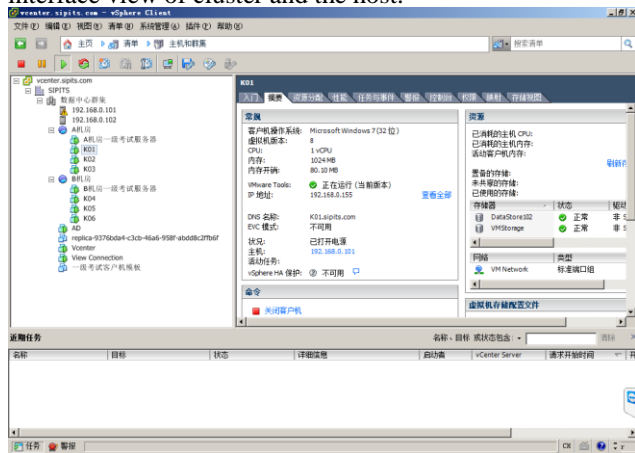 interface view of cluster and the host.
vcenter.sipits.com - vSphere Client
文件(F) 编辑(E) 视图(V) 清单(N) 系统管理(A) 插件(P) 帮助(H)
主页 清单 主机和群集
搜索清单
vcenter.sipits.com
SIPITS
数据中心群集
192.168.0.101
192.168.0.102
A机房
A机房一级考试服务器
K01
K02
K03
B机房
B机房一级考试服务器
K04
K05
K06
AD
replica-9376bda4-c3cb-46a6-958f-abdd8c2ffb6f
Vcenter
View Connection
一级考试客户机模板
K01
入门 摘要 资源分配 性能 任务与事件 警报 控制台 权限 映射 存储视图
常规
客户机操作系统: Microsoft Windows 7 (32 位)
虚拟机版本: 8
CPU: 1 vCPU
内存: 1024 MB
内存开销: 80.10 MB
VMware Tools: 正在运行 (当前版本)
IP 地址: 192.168.0.155 查看全部
DNS 名称: K01.sipits.com
EVC 模式: 不可用
状况: 已打开电源
主机: 192.168.0.101
活动任务:
vSphere HA 保护: 不可用
命令
关闭客户机
资源
已消耗的主机 CPU:
已消耗的主机内存:
活动客户机内存:
刷新存
置备的存储:
未共享的存储:
已使用的存储:
存储器 状态 驱动
DataStore102 正常 非 S
VMStorage 正常 非 S
网络 类型
VM Network 标准端口组
虚拟机存储配置文件
近期任务
名称、目标 或状态包含: 清除
名称 目标 状态 详细信息 启动者 vCenter Server 请求开始时间 开
任务 警报
CH